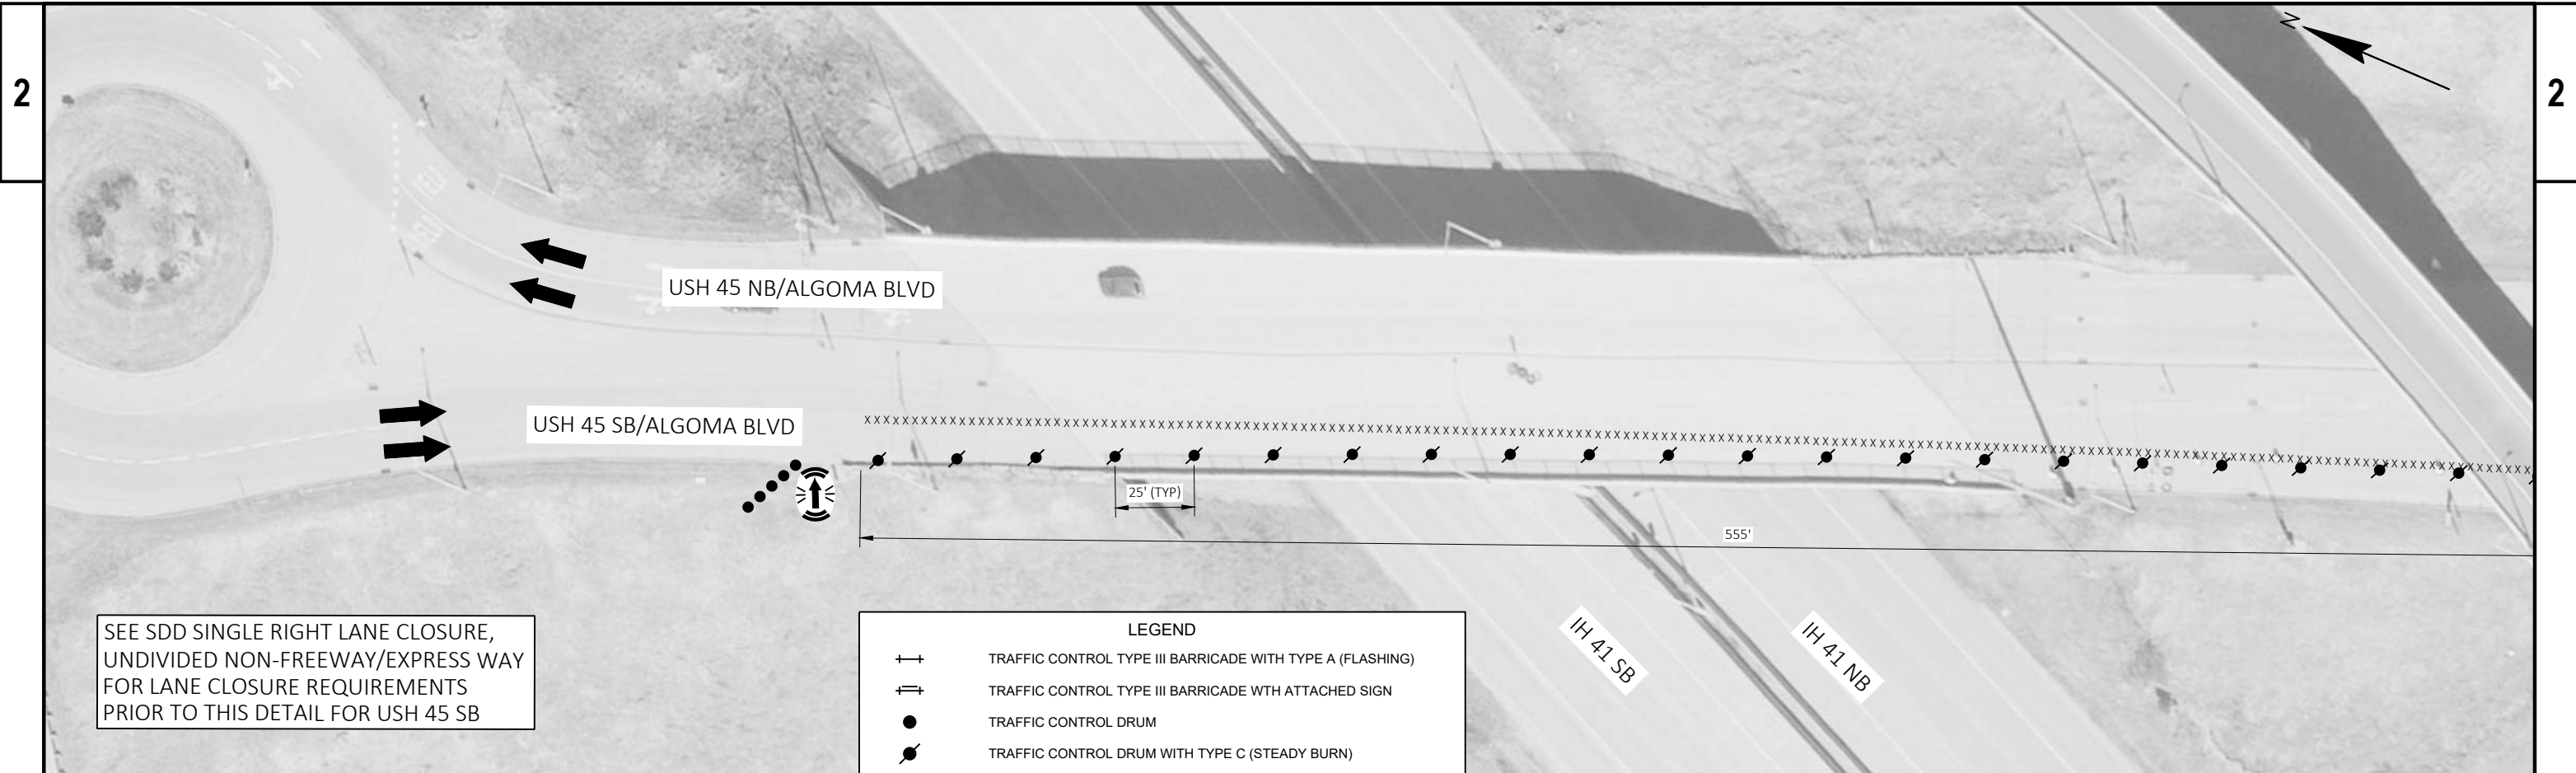 2
2
N
USH 45 NB/ALGOMA BLVD
USH 45 SB/ALGOMA BLVD
XXXXXXXXXXXXXXXXXXXXXXXXXXXXXXXXXXXXXXXXXXXXXXXXXXXXXXXXXXXXXXXXXXXXXXXXXXXXXXXXXXXXXXXXXXXXXXXXXXXXXXXXXXXXXXXXXXXXXXXXXXXXXXXXXXXXXXXXXXXXXXXXXXXXXXXXXXXXXXXXXXXXXXXXXXXXXXXXXXX
25' (TYP)
555'
SEE SDD SINGLE RIGHT LANE CLOSURE,
UNDIVIDED NON-FREEWAY/EXPRESS WAY
FOR LANE CLOSURE REQUIREMENTS
PRIOR TO THIS DETAIL FOR USH 45 SB
LEGEND
TRAFFIC CONTROL TYPE III BARRICADE WITH TYPE A (FLASHING)
TRAFFIC CONTROL TYPE III BARRICADE WTH ATTACHED SIGN
TRAFFIC CONTROL DRUM
TRAFFIC CONTROL DRUM WITH TYPE C (STEADY BURN)
IH 41 SB
IH 41 NB